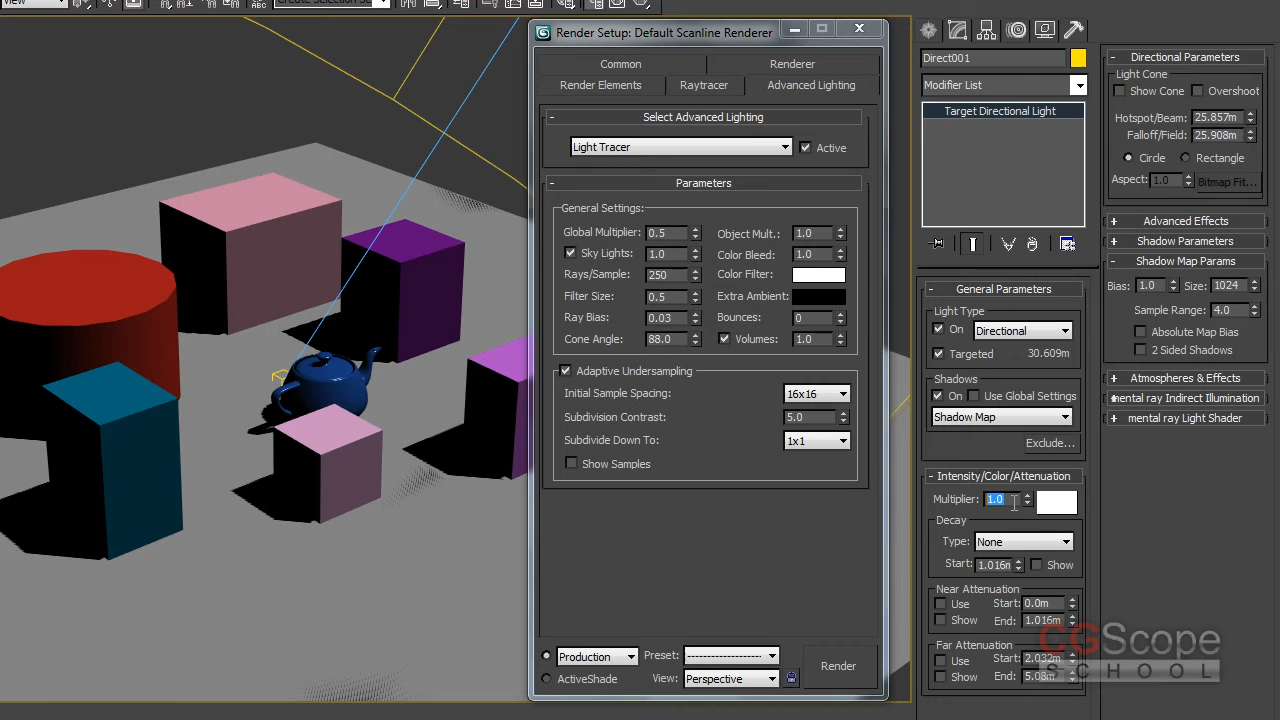 View
Create Selection Se
Render Setup: Default Scanline Renderer
Common
Renderer
Render Elements
Raytracer
Advanced Lighting
- Select Advanced Lighting
Light Tracer
Active
- Parameters
General Settings:
Global Multiplier: 0.5
Object Mult.: 1.0
Sky Lights: 1.0
Color Bleed: 1.0
Rays/Sample: 250
Color Filter:
Filter Size: 0.5
Extra Ambient:
Ray Bias: 0.03
Bounces: 0
Cone Angle: 88.0
Volumes: 1.0
Adaptive Undersampling
Initial Sample Spacing: 16x16
Subdivision Contrast: 5.0
Subdivide Down To: 1x1
Show Samples
Production
Preset: --------------------
Render
ActiveShade
View: Perspective
Direct001
Modifier List
Target Directional Light
- General Parameters
Light Type
On Directional
Targeted 30.609m
Shadows
On Use Global Settings
Shadow Map
Exclude...
- Intensity/Color/Attenuation
Multiplier: 1.0
Decay
Type: None
Start: 1.016m Show
Near Attenuation
Use Start: 0.0m
Show End: 1.016m
Far Attenuation
Use Start: 2.032m
Show End: 5.08m
- Directional Parameters
Light Cone
Show Cone Overshoot
Hotspot/Beam: 25.857m
Falloff/Field: 25.908m
Circle Rectangle
Aspect: 1.0 Bitmap Fit...
+ Advanced Effects
+ Shadow Parameters
- Shadow Map Params
Bias: 1.0 Size: 1024
Sample Range: 4.0
Absolute Map Bias
2 Sided Shadows
+ Atmospheres & Effects
mental ray Indirect Illumination
+ mental ray Light Shader
CGScope
SCHOOL